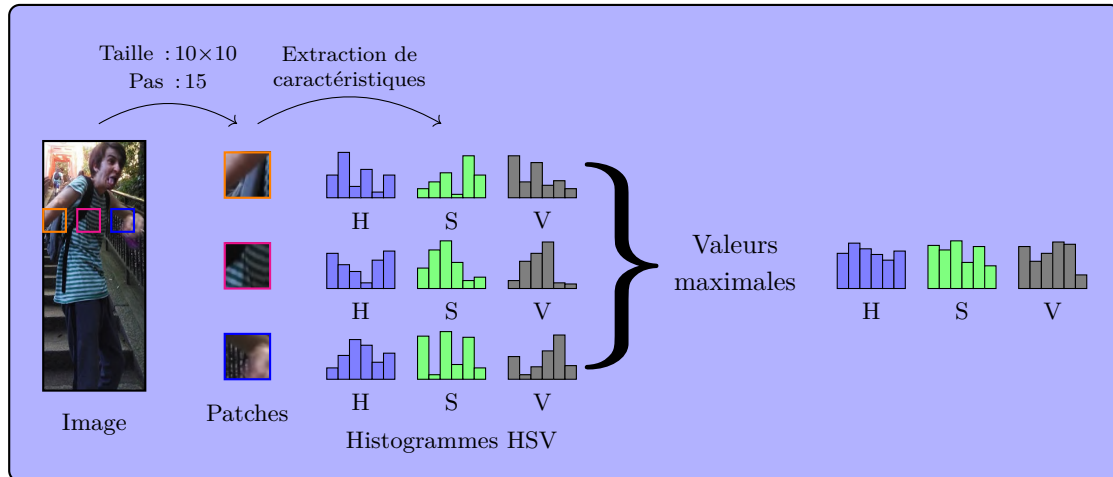 Taille : 10×10
Pas : 15
Extraction de
caractéristiques
H S V
Valeurs
maximales
H S V
H S V
H S V
Image
Patches
Histogrammes HSV